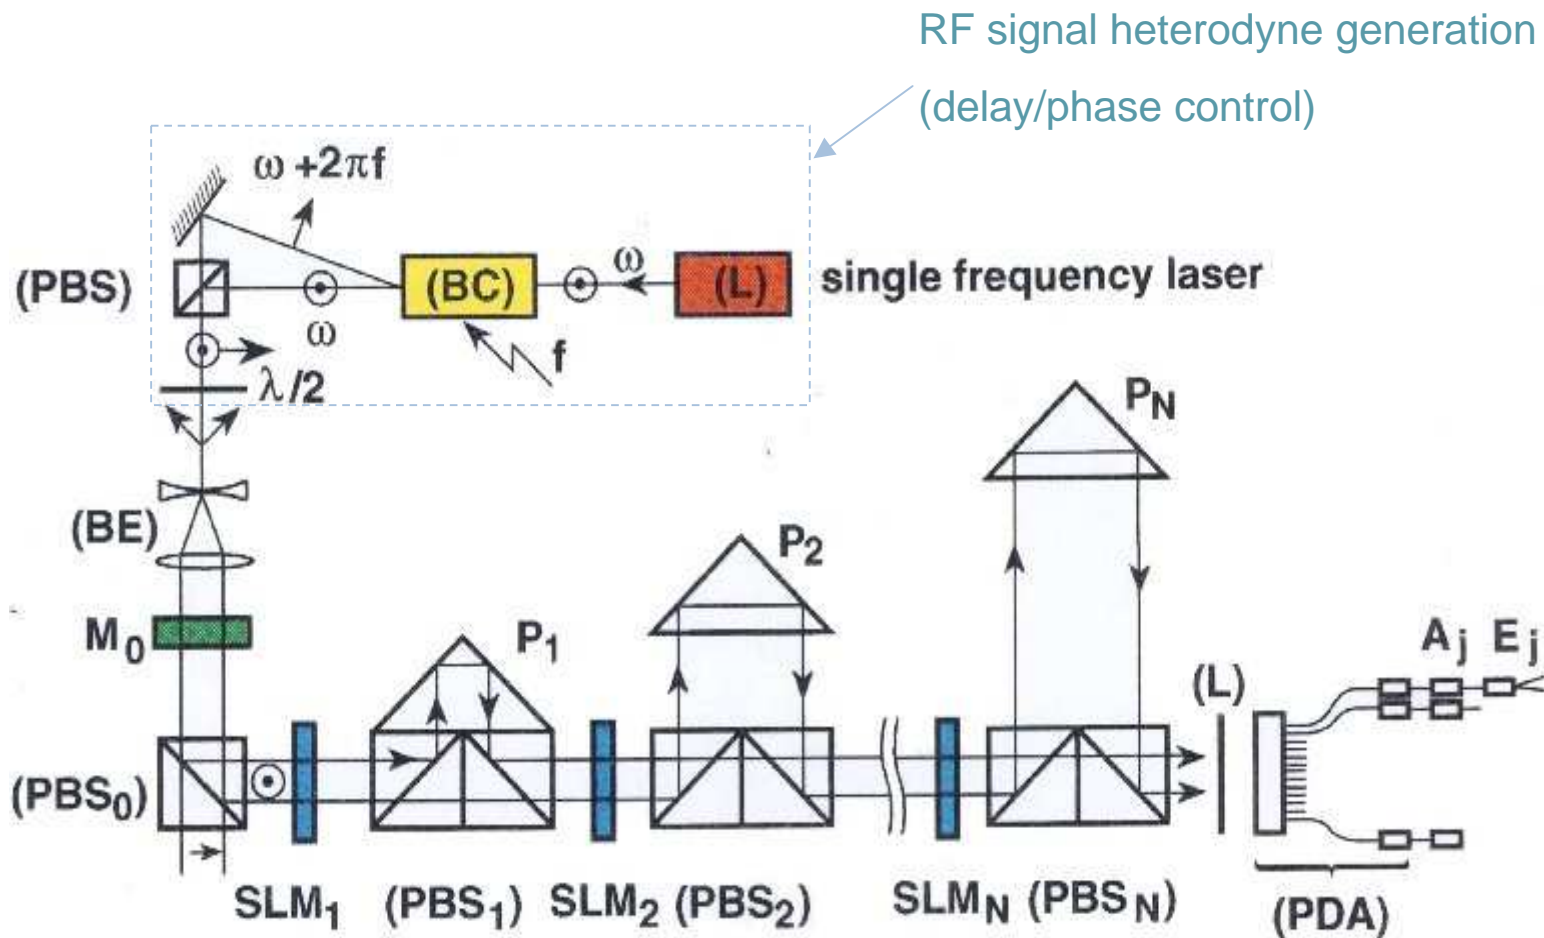 RF signal heterodyne generation
(delay/phase control)
ω +2πf
(PBS)
(BC)
ω
(L)
single frequency laser
ω
f
λ/2
P_N
(BE)
P_2
M_0
P_1
A_j E_j
(L)
(PBS_0)
SLM_1 (PBS_1) SLM_2 (PBS_2) SLM_N (PBS_N)
(PDA)